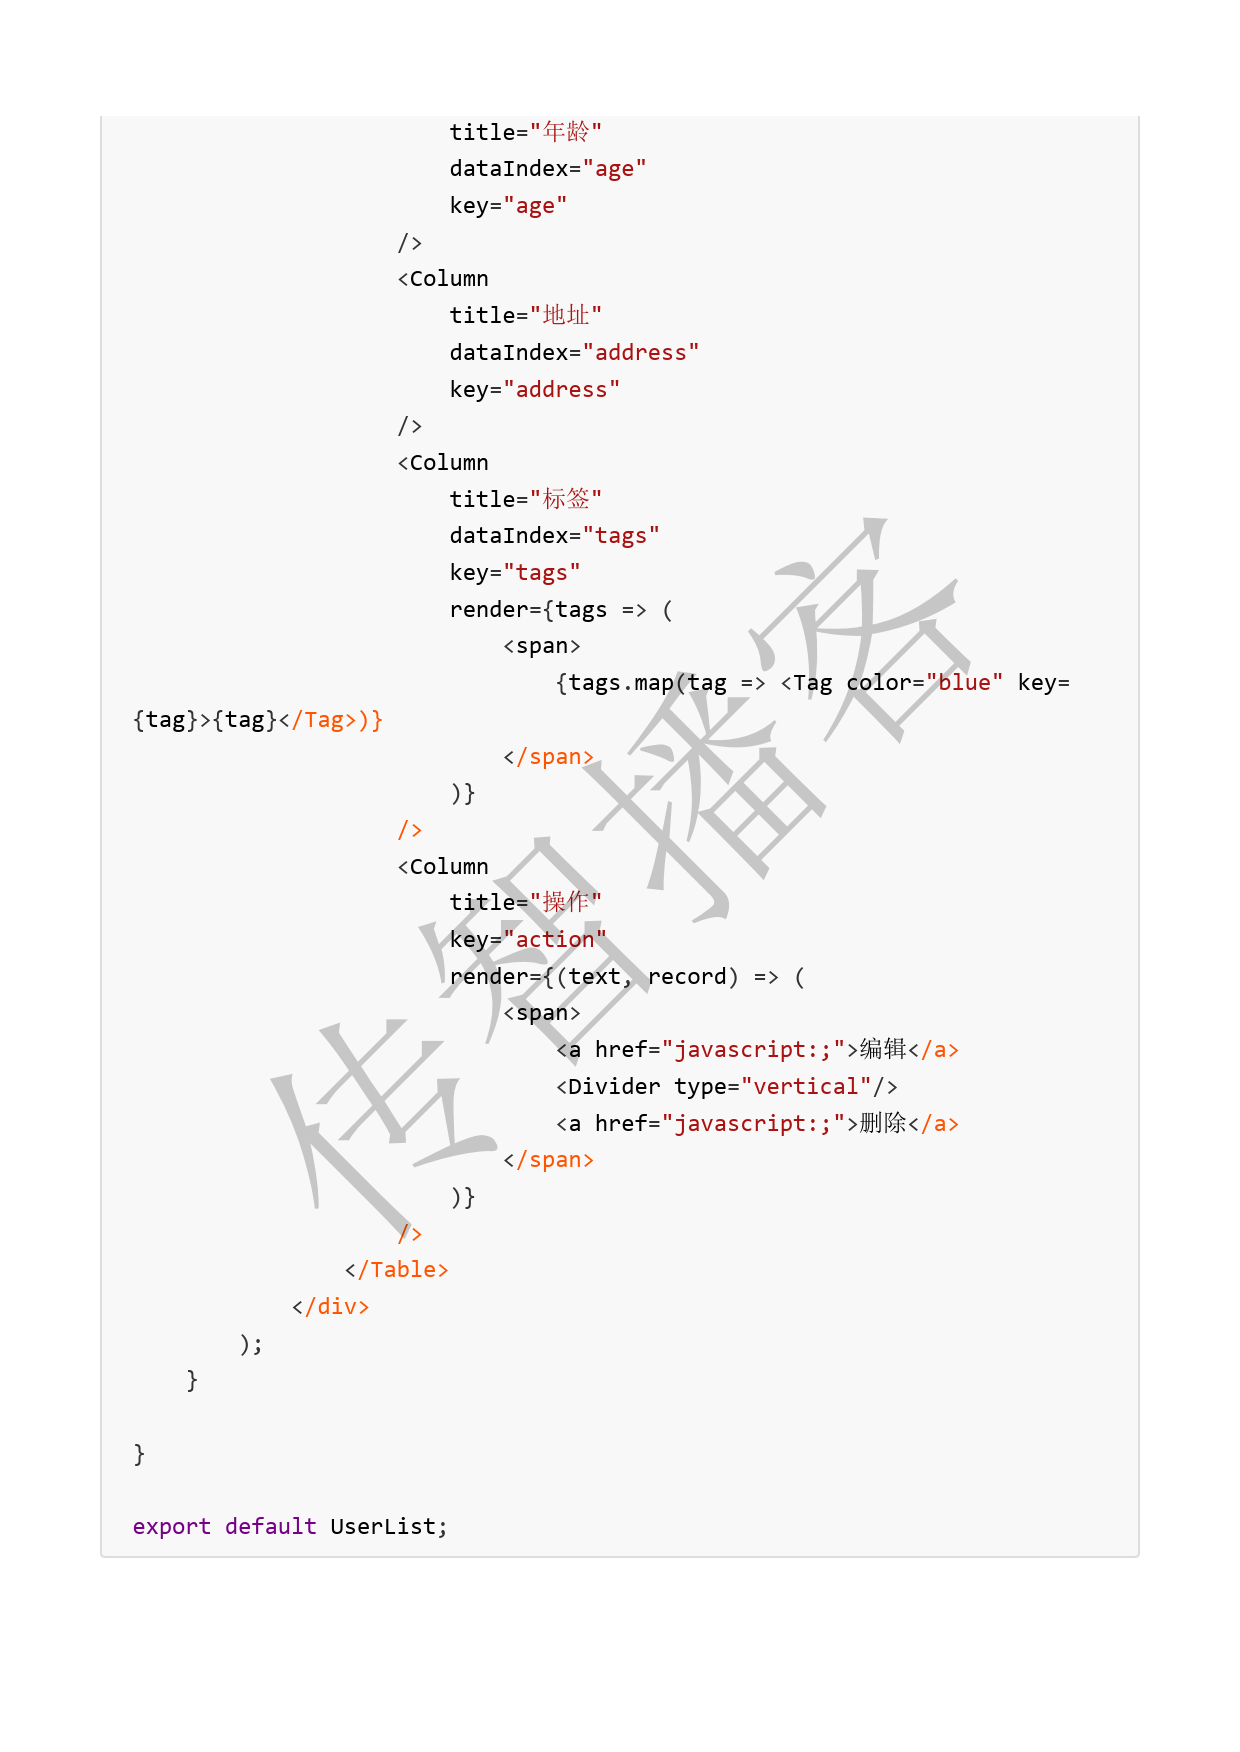 title="年龄"
dataIndex="age"
key="age"
/>
<Column
title="地址"
dataIndex="address"
key="address"
/>
<Column
title="标签"
dataIndex="tags"
key="tags"
render={tags => (
<span>
{tags.map(tag => <Tag color="blue" key=
{tag}>{tag}</Tag>)}
</span>
)}
/>
<Column
title="操作"
key="action"
render={(text, record) => (
<span>
<a href="javascript:;">编辑</a>
<Divider type="vertical"/>
<a href="javascript:;">删除</a>
</span>
)}
/>
</Table>
</div>
);
}
}
export default UserList;
传智播客